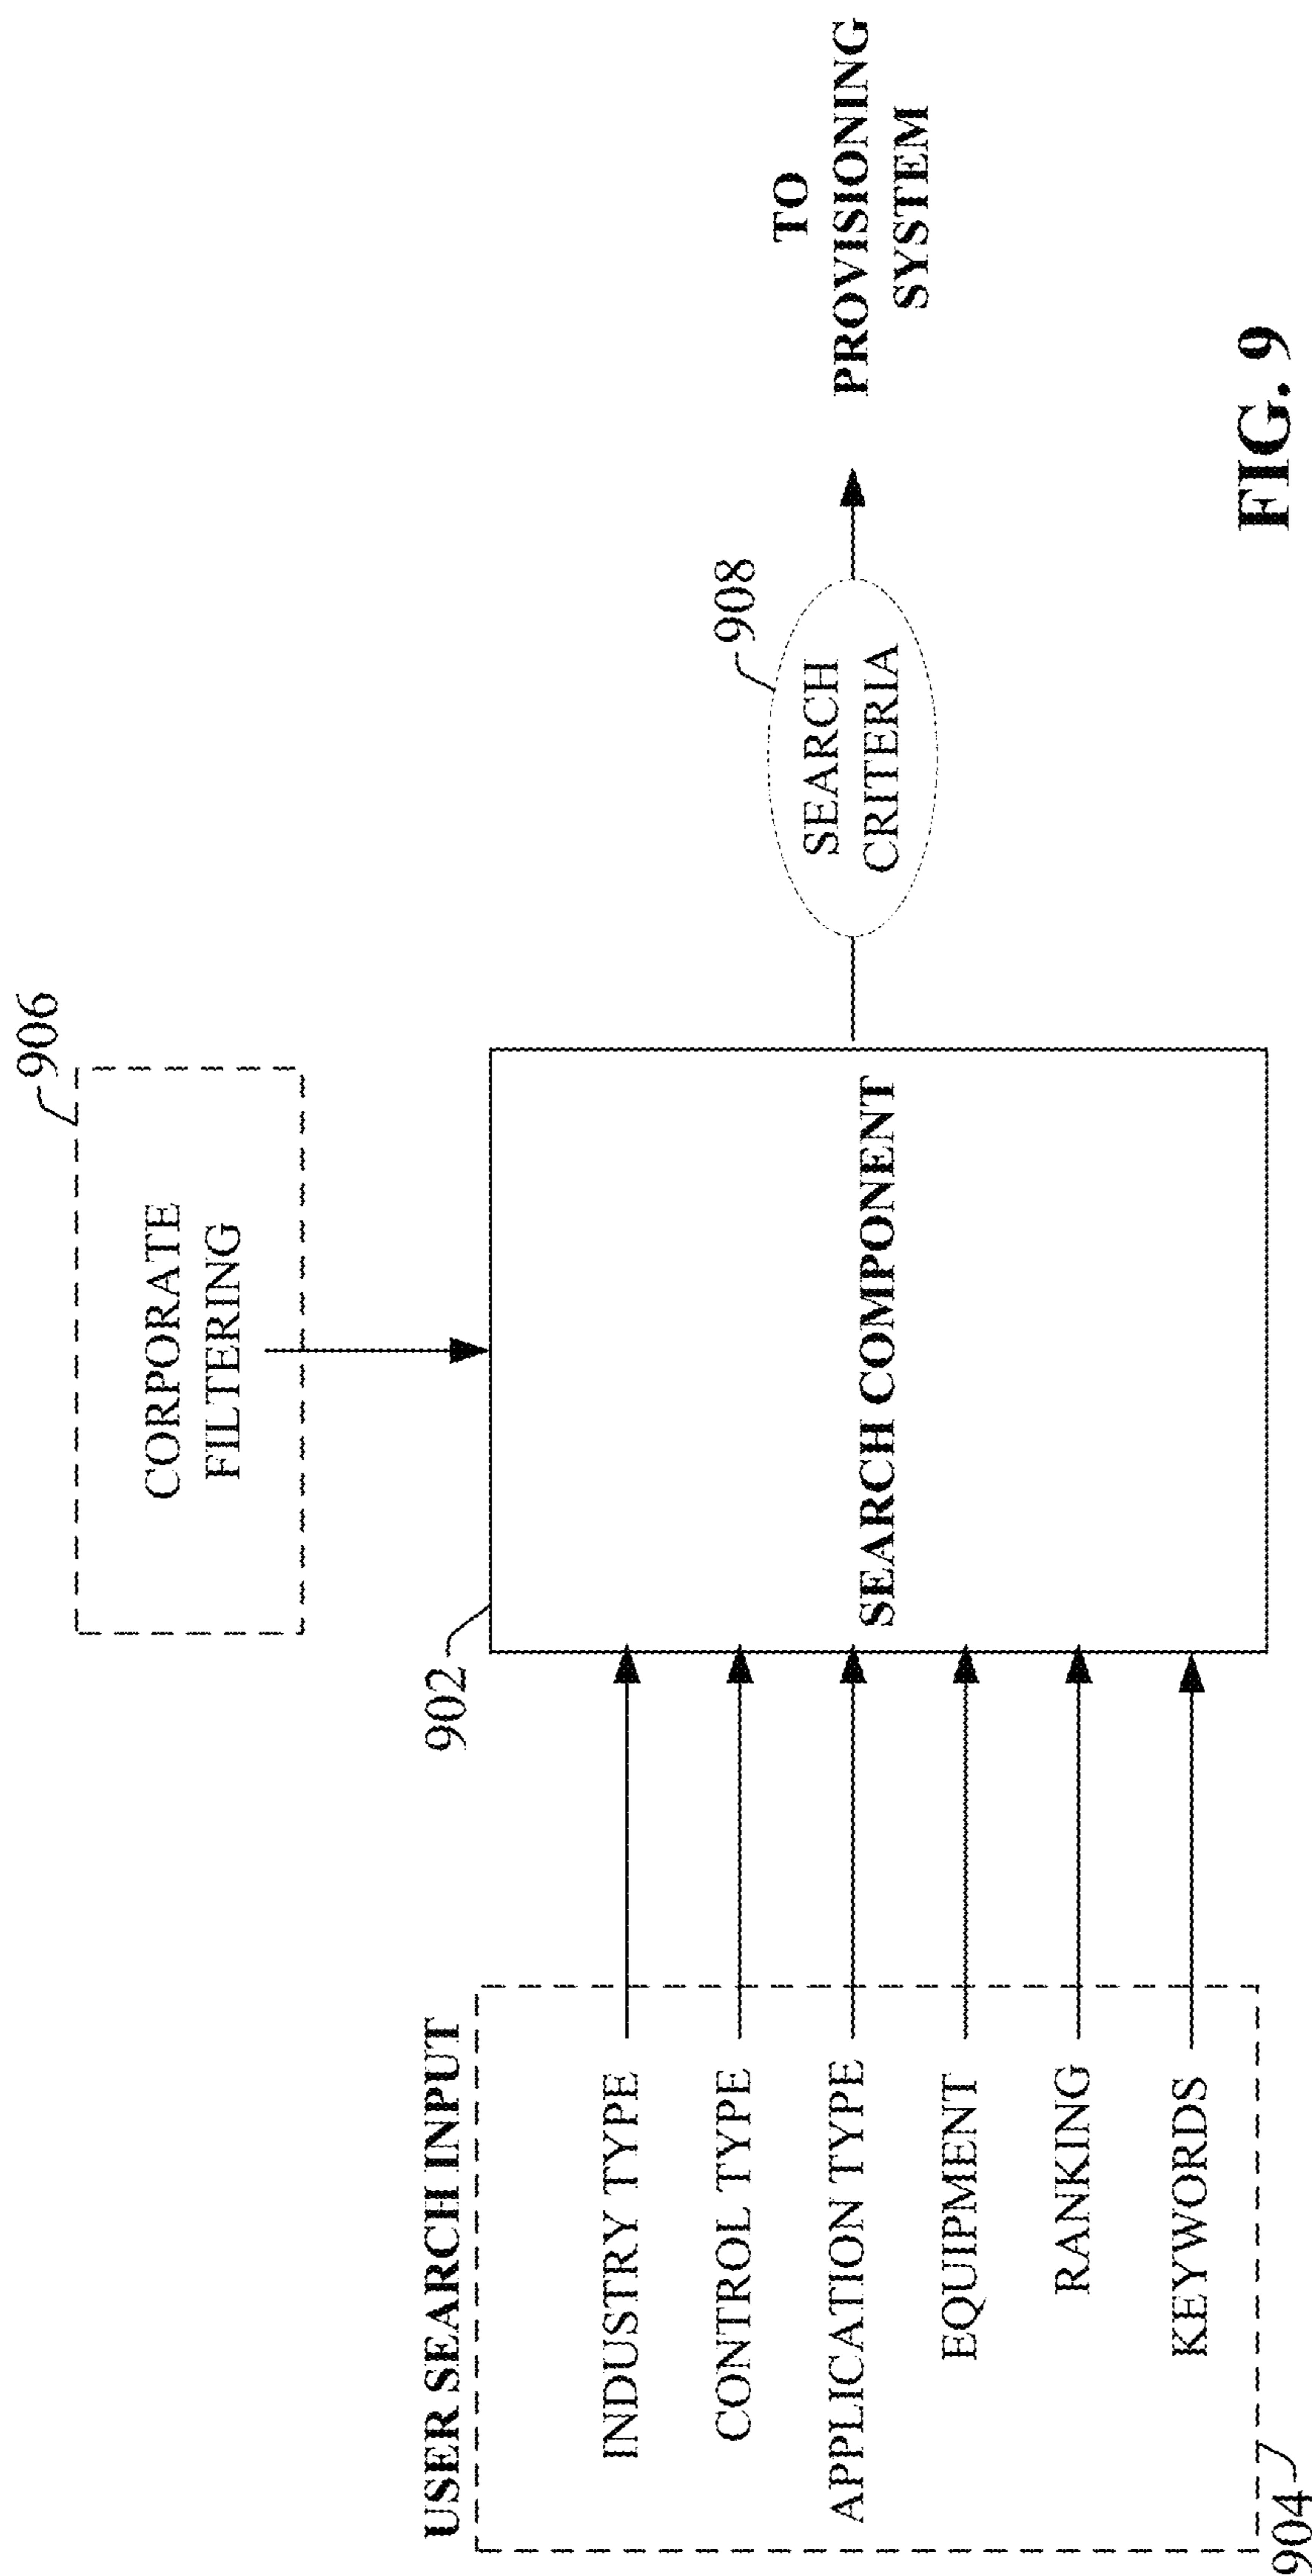 906
CORPORATE
FILTERING
USER SEARCH INPUT
902
INDUSTRY TYPE
CONTROL TYPE
APPLICATION TYPE
EQUIPMENT
RANKING
KEYWORDS
904
SEARCH COMPONENT
908
SEARCH
CRITERIA
TO
PROVISIONING
SYSTEM
FIG. 9